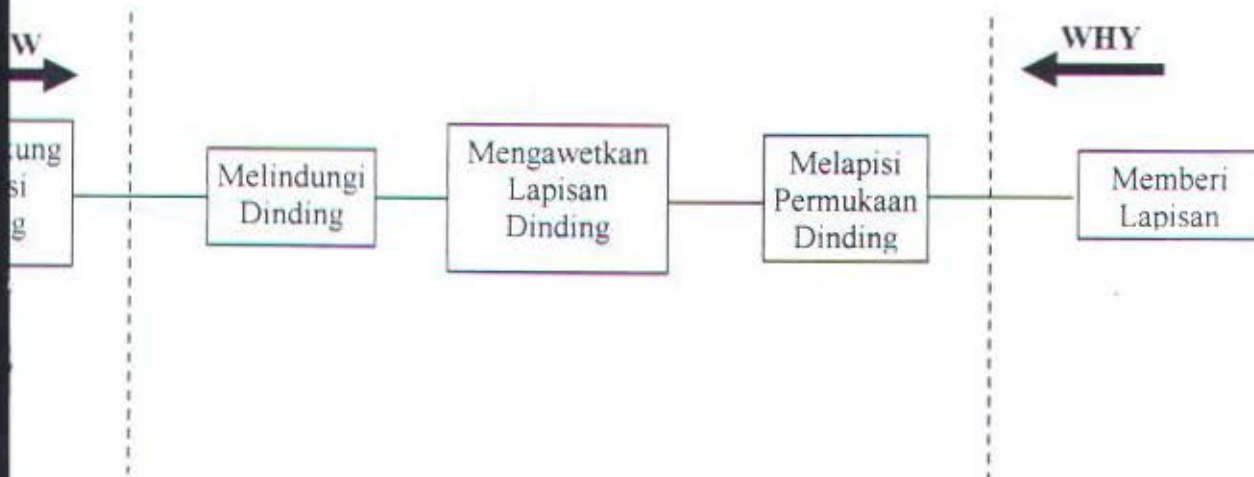 WHY
Melindungi
Dinding
Mengawetkan
Lapisan
Dinding
Melapisi
Permukaan
Dinding
Memberi
Lapisan